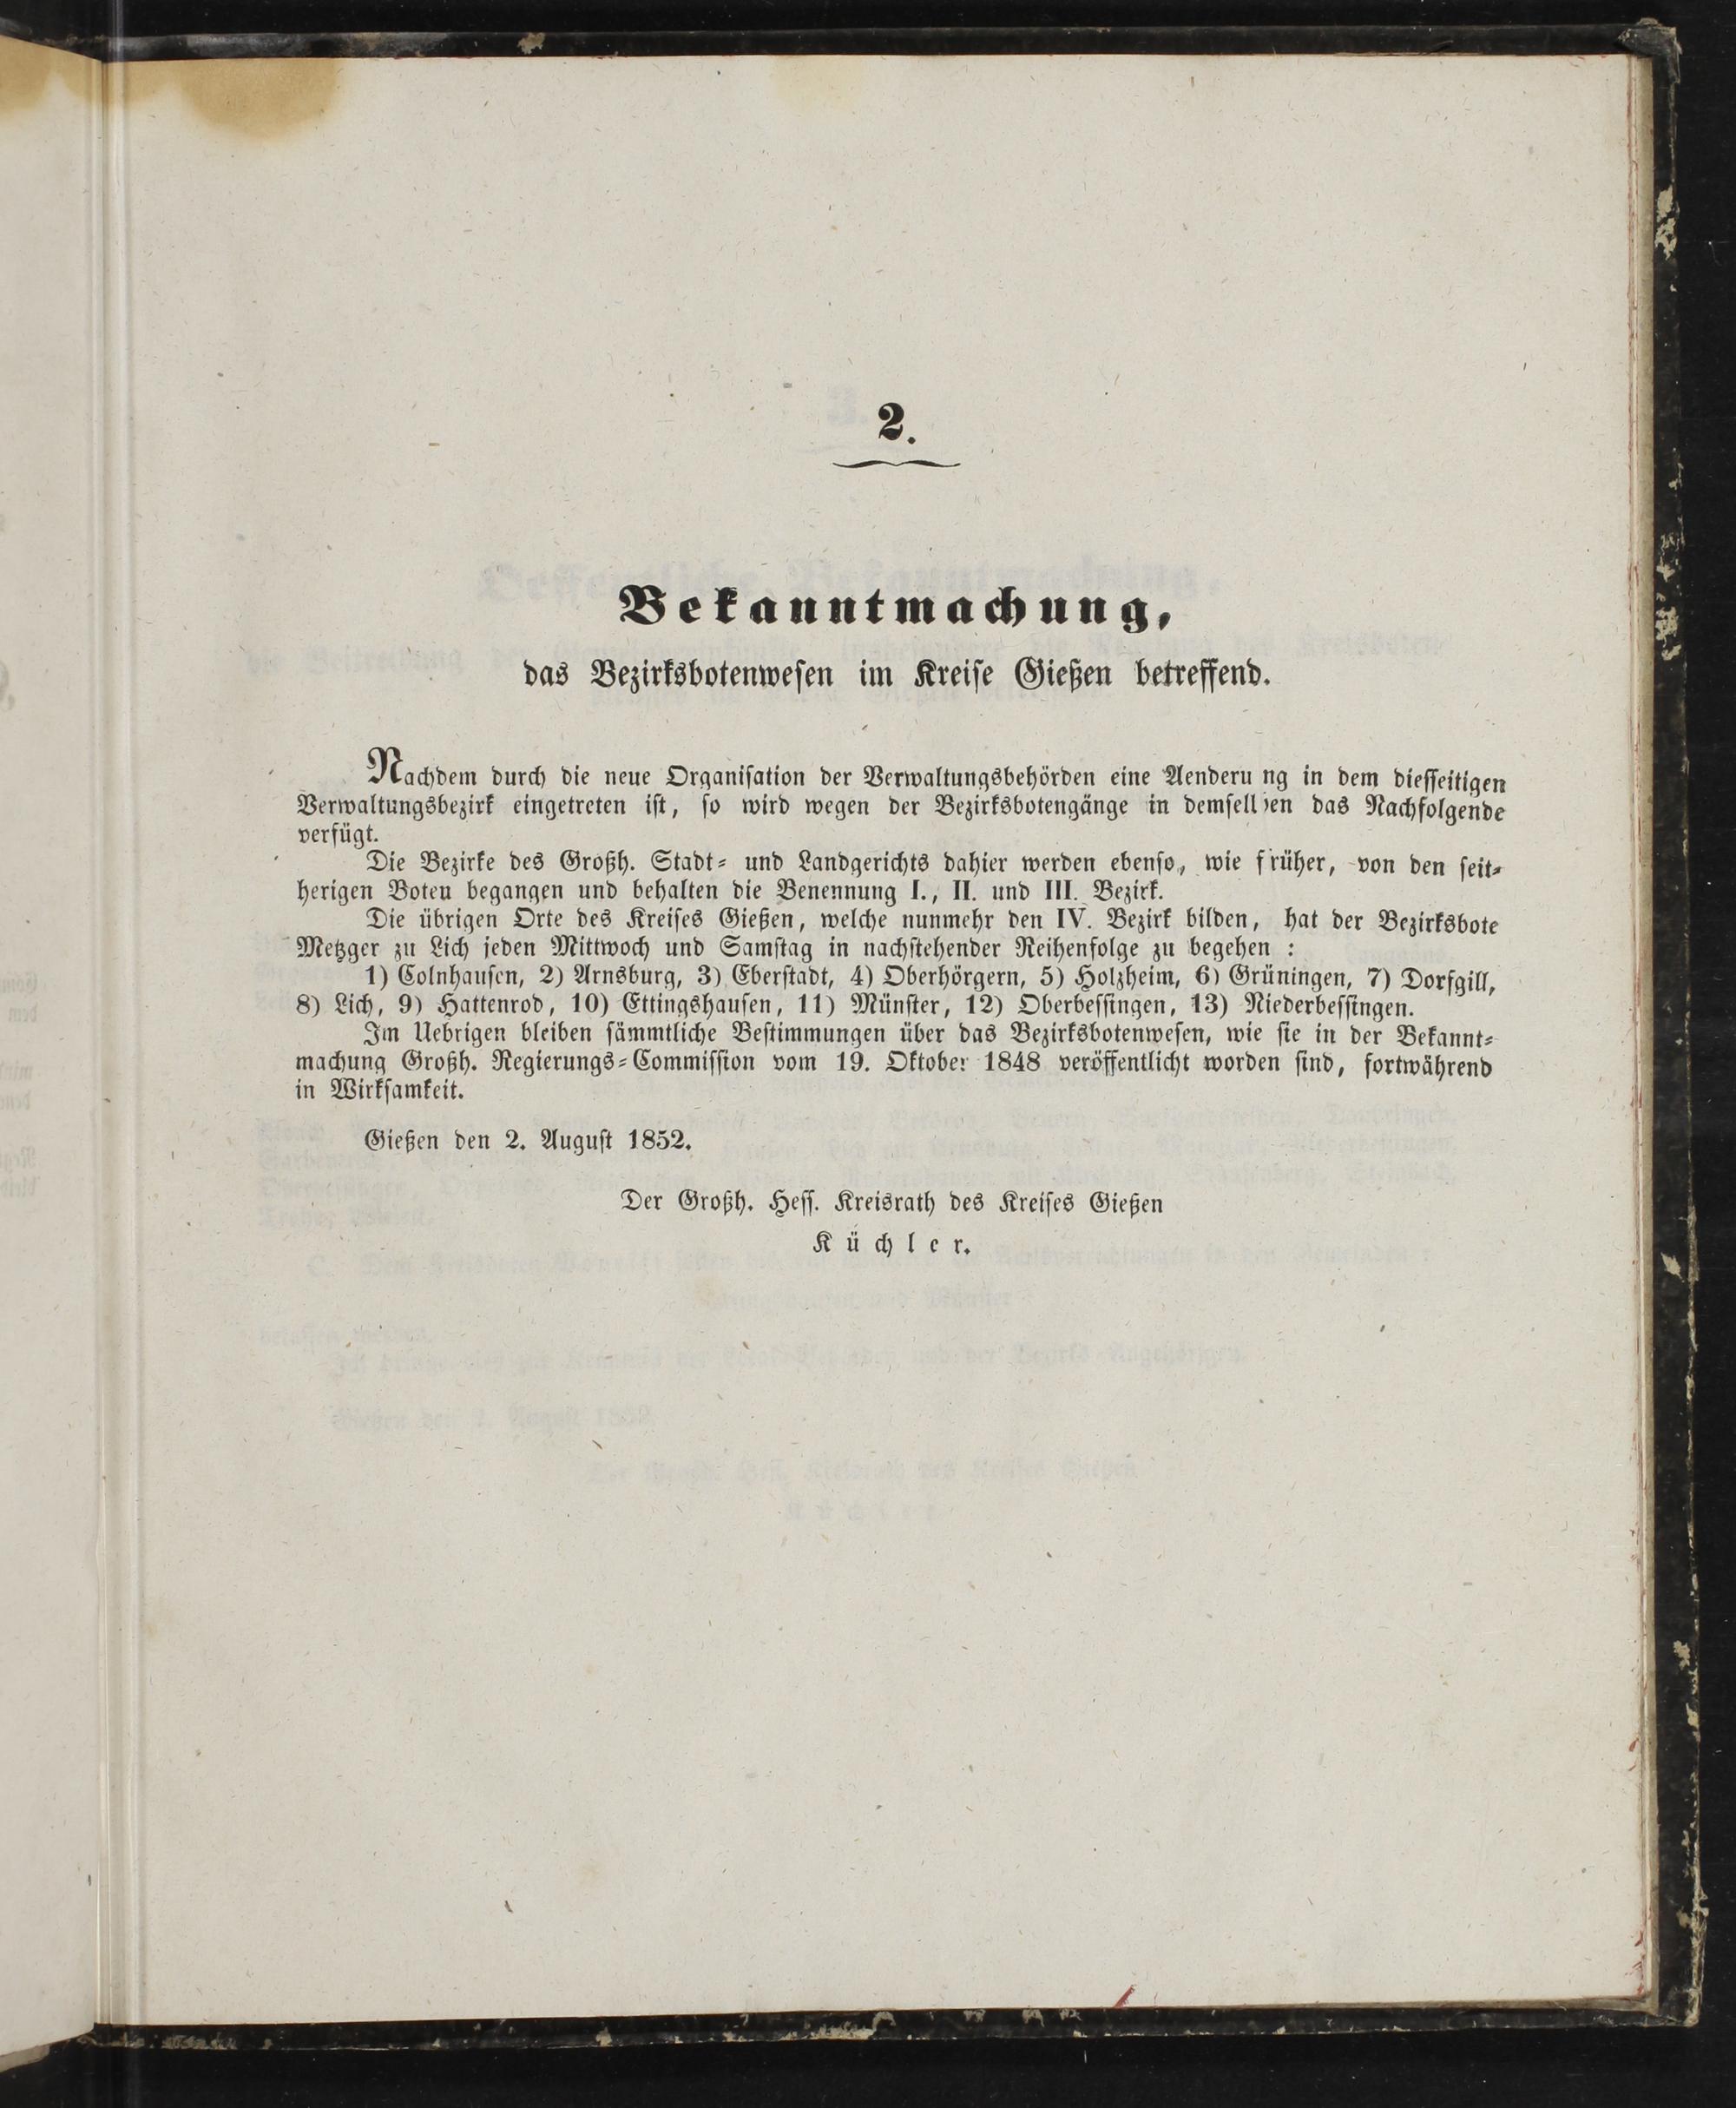 2.
Bekanntmachung,
das Bezirksbotenwesen im Kreise Gießen betreffend.
Nachdem durch die neue Organisation der Verwaltungsbehörden eine Aenderung in dem diesseitigen
Verwaltungsbezirk eingetreten ist, so wird wegen der Bezirksbotengänge in demselben das Nachfolgende
verfügt.
Die Bezirke des Großh. Stadt- und Landgerichts dahier werden ebenso, wie früher, von den seit-
herigen Boten begangen und behalten die Benennung I., II. und III. Bezirk.
Die übrigen Orte des Kreises Gießen, welche nunmehr den IV. Bezirk bilden, hat der Bezirksbote
Metzger zu Lich jeden Mittwoch und Samstag in nachstehender Reihenfolge zu begehen :
1) Colnhausen, 2) Arnsburg, 3) Eberstadt, 4) Oberhörgern, 5) Holzheim, 6) Grüningen, 7) Dorfgill,
8) Lich, 9) Hattenrod, 10) Ettingshausen, 11) Münster, 12) Oberbessingen, 13) Niederbessingen.
Im Uebrigen bleiben sämmtliche Bestimmungen über das Bezirksbotenwesen, wie sie in der Bekannt-
machung Großh. Regierungs-Commission vom 19. Oktober 1848 veröffentlicht worden sind, fortwährend
in Wirksamkeit.
Gießen den 2. August 1852.
Der Großh. Hess. Kreisrath des Kreises Gießen
Küchler.